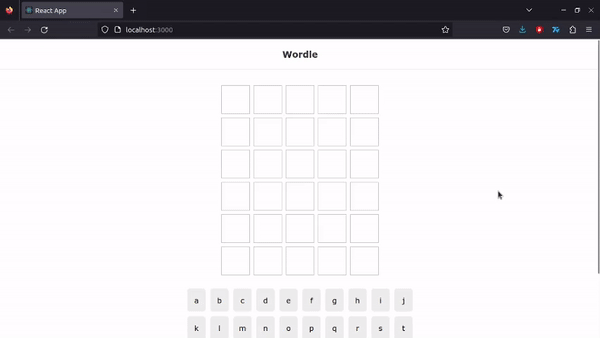 React App
localhost:3000
Wordle
a b c d e f g h i j
k l m n o p q r s t